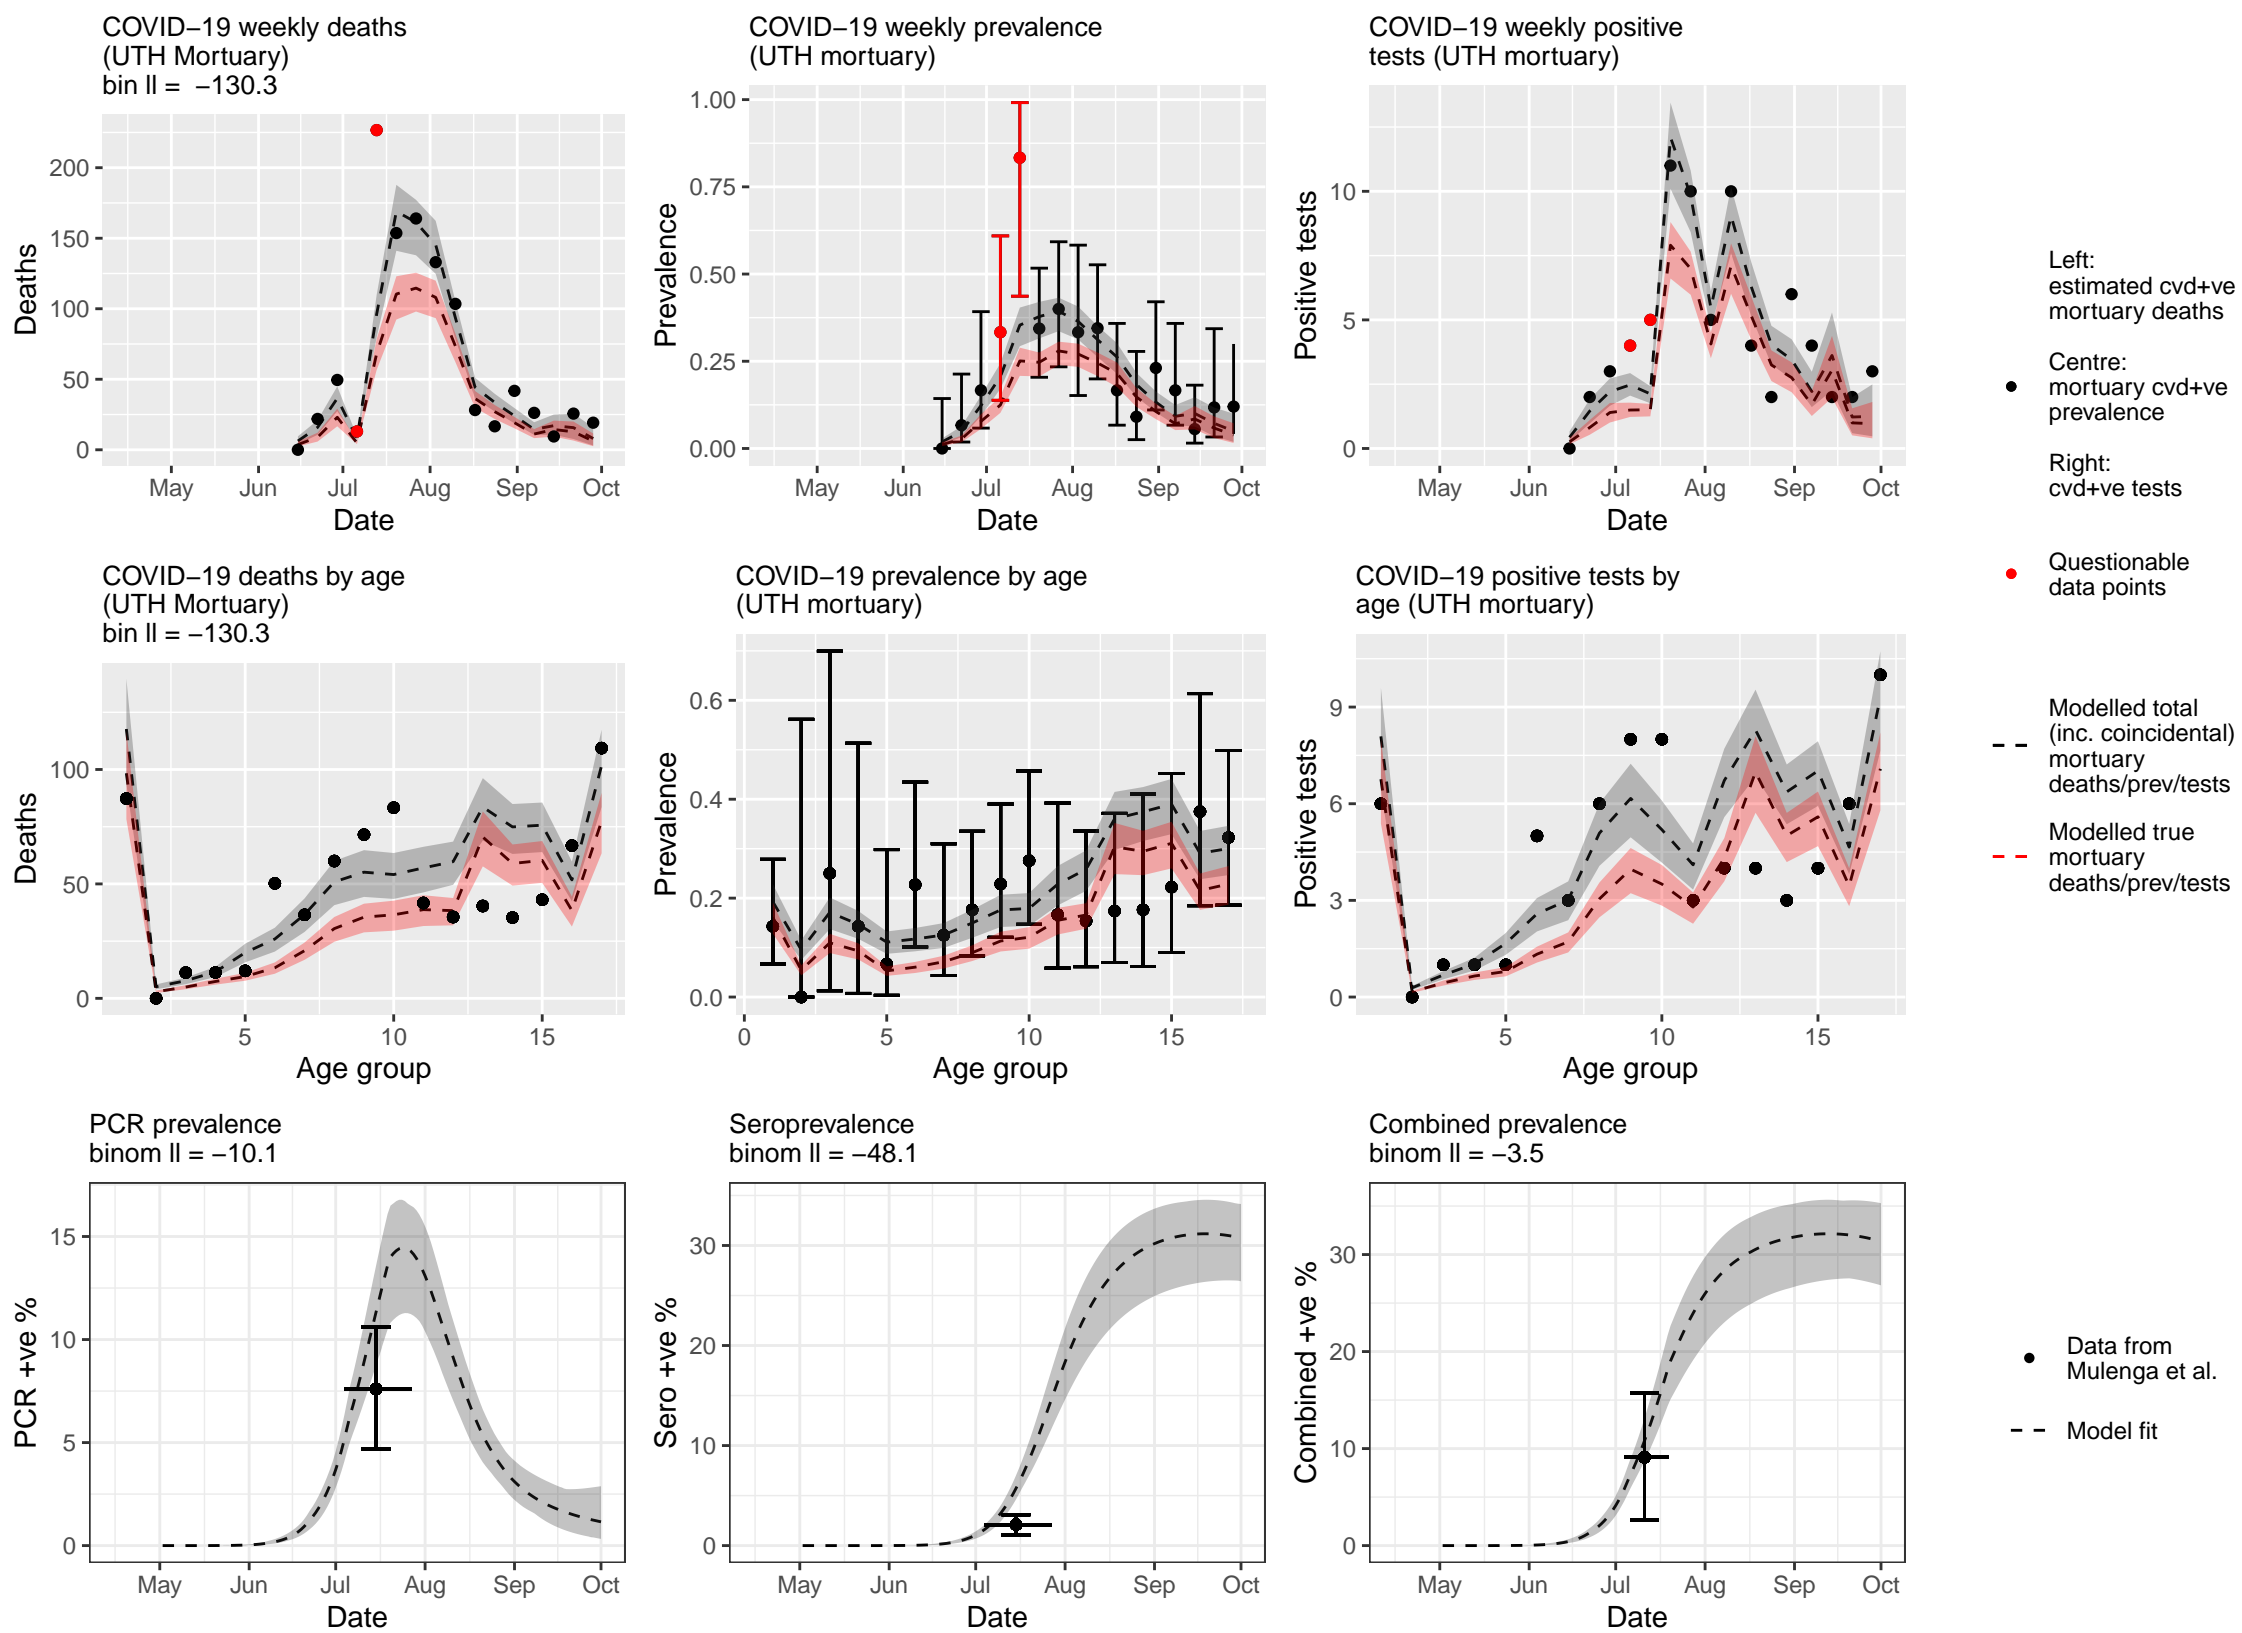 COVID−19 weekly deaths
(UTH Mortuary)
bin ll =  −130.3
Deaths
200
150
100
50
0
May Jun Jul Aug Sep Oct
Date
COVID−19 weekly prevalence
(UTH mortuary)
Prevalence
1.00
0.75
0.50
0.25
0.00
May Jun Jul Aug Sep Oct
Date
COVID−19 weekly positive
tests (UTH mortuary)
Positive tests
10
5
0
May Jun Jul Aug Sep Oct
Date
Left:
estimated cvd+ve
mortuary deaths
Centre:
mortuary cvd+ve
prevalence
Right:
cvd+ve tests
Questionable
data points
Modelled total
(inc. coincidental)
mortuary
deaths/prev/tests
Modelled true
mortuary
deaths/prev/tests
COVID−19 deaths by age
(UTH Mortuary)
bin ll = −130.3
Deaths
100
50
0
5 10 15
Age group
COVID−19 prevalence by age
(UTH mortuary)
Prevalence
0.6
0.4
0.2
0.0
0 5 10 15
Age group
COVID−19 positive tests by
age (UTH mortuary)
Positive tests
9
6
3
0
5 10 15
Age group
PCR prevalence
binom ll = −10.1
PCR +ve %
15
10
5
0
May Jun Jul Aug Sep Oct
Date
Seroprevalence
binom ll = −48.1
Sero +ve %
30
20
10
0
May Jun Jul Aug Sep Oct
Date
Combined prevalence
binom ll = −3.5
Combined +ve %
30
20
10
0
May Jun Jul Aug Sep Oct
Date
Data from
Mulenga et al.
Model fit